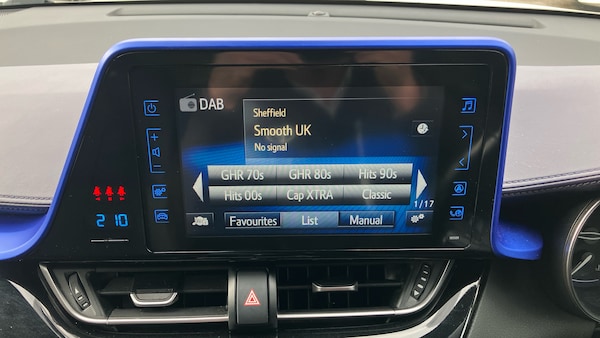 DAB
Sheffield
Smooth UK
No signal
GHR 70s GHR 80s Hits 90s
Hits 00s Cap XTRA Classic
1/17
Favourites List Manual
2 10